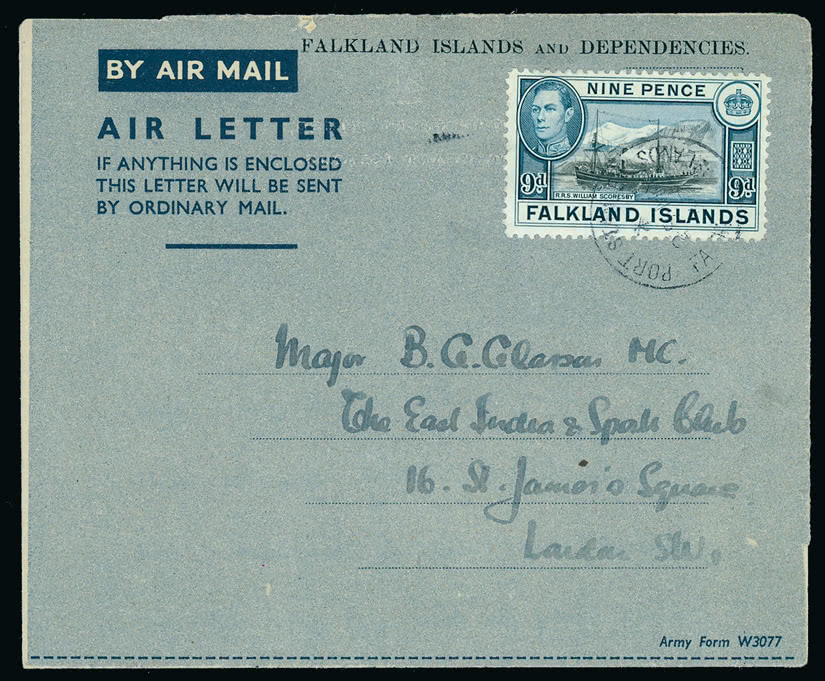 FALKLAND ISLANDS AND DEPENDENCIES.
BY AIR MAIL
AIR LETTER
IF ANYTHING IS ENCLOSED
THIS LETTER WILL BE SENT
BY ORDINARY MAIL.
NINE PENCE
9d 9d
R.R.S. WILLIAM SCORESBY
FALKLAND ISLANDS
PORT
Major B. G. MC.
The East India & Sports Club
16. St. James's Square
London SW1
Army Form W3077